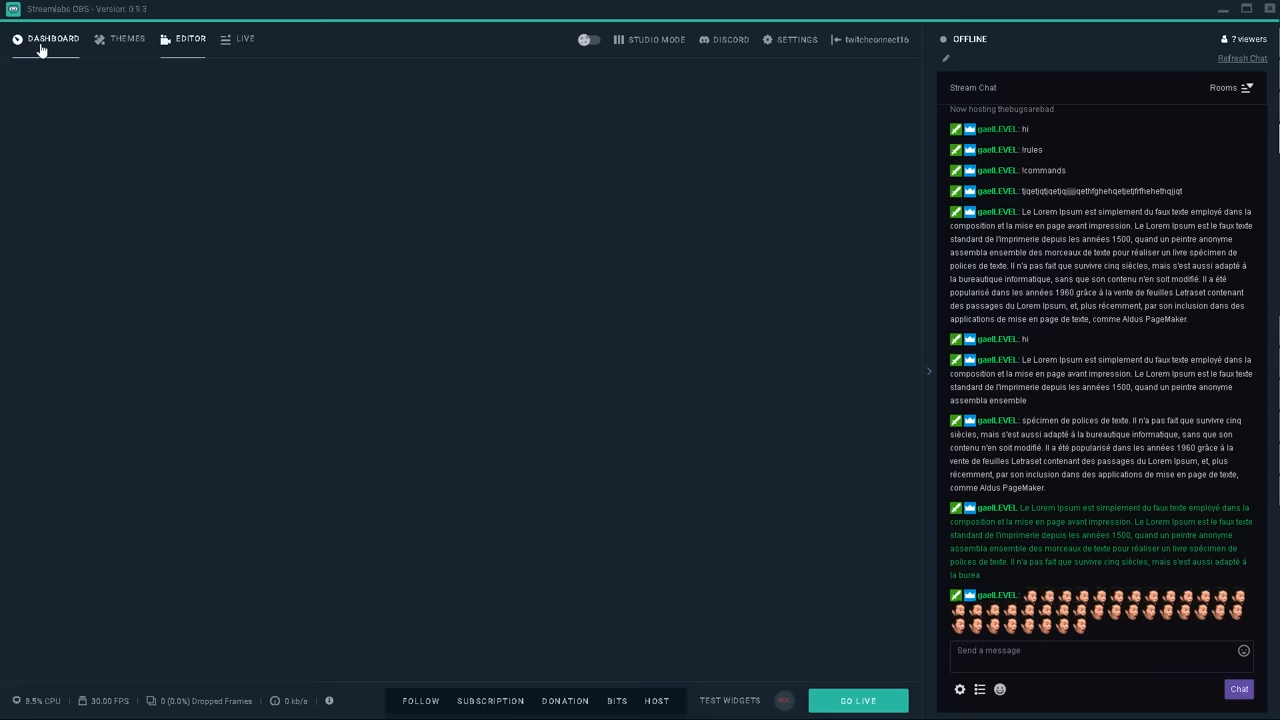 Streamlabs OBS - Version: 0.9.3
DASHBOARD THEMES EDITOR LIVE
STUDIO MODE DISCORD SETTINGS twitchconnect16
OFFLINE ? viewers
Refresh Chat
Stream Chat Rooms
Now hosting thebugsarebad
gaelLEVEL: hi
gaelLEVEL: !rules
gaelLEVEL: !commands
gaelLEVEL: Le Lorem Ipsum est simplement du faux texte employé dans la
composition et la mise en page avant impression. Le Lorem Ipsum est le faux texte
standard de l'imprimerie depuis les années 1500, quand un peintre anonyme
assembla ensemble des morceaux de texte pour réaliser un livre spécimen de
polices de texte. Il n'a pas fait que survivre cinq siècles, mais s'est aussi adapté à
la bureautique informatique, sans que son contenu n'en soit modifié. Il a été
popularisé dans les années 1960 grâce à la vente de feuilles Letraset contenant
des passages du Lorem Ipsum, et, plus récemment, par son inclusion dans des
applications de mise en page de texte, comme Aldus PageMaker.
gaelLEVEL: hi
gaelLEVEL: Le Lorem Ipsum est simplement du faux texte employé dans la
composition et la mise en page avant impression. Le Lorem Ipsum est le faux texte
standard de l'imprimerie depuis les années 1500, quand un peintre anonyme
assembla ensemble
gaelLEVEL: spécimen de polices de texte. Il n'a pas fait que survivre cinq
siècles, mais s'est aussi adapté à la bureautique informatique, sans que son
contenu n'en soit modifié. Il a été popularisé dans les années 1960 grâce à la
vente de feuilles Letraset contenant des passages du Lorem Ipsum, et, plus
récemment, par son inclusion dans des applications de mise en page de texte,
comme Aldus PageMaker.
gaelLEVEL Le Lorem Ipsum est simplement du faux texte employé dans la
composition et la mise en page avant impression. Le Lorem Ipsum est le faux texte
standard de l'imprimerie depuis les années 1500, quand un peintre anonyme
assembla ensemble des morceaux de texte pour réaliser un livre spécimen de
polices de texte. Il n'a pas fait que survivre cinq siècles, mais s'est aussi adapté à
la burea
gaelLEVEL:
Send a message
Chat
8.5% CPU 30.00 FPS 0 (0.0%) Dropped Frames 0 kb/s FOLLOW SUBSCRIPTION DONATION BITS HOST TEST WIDGETS REC GO LIVE